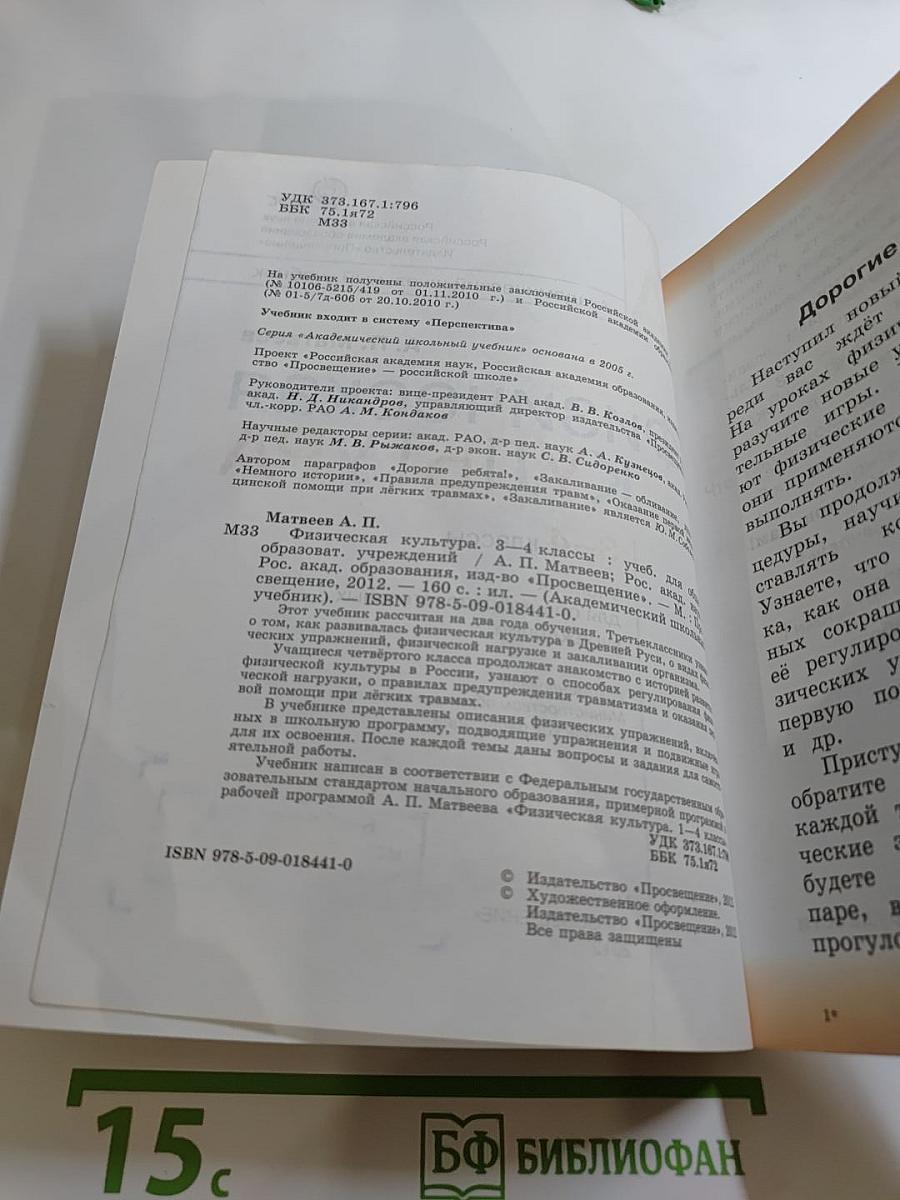 УДК 373.167.1:796
ББК 75.1я72
М33
На учебник получены положительные заключения Российской академии
(№ 10106-5215/419 от 01.11.2010 г.) и Российской академии
(№ 01-5/7д-606 от 20.10.2010 г.)
Учебник входит в систему «Перспектива»
Серия «Академический школьный учебник» основана в 2005 г.
Проект «Российская академия наук, Российская академия образования,
ство «Просвещение» — российской школе»
Руководители проекта: вице-президент РАН акад. В. В. Козлов,
акад. Н. Д. Никандров, управляющий директор издательства
чл.-корр. РАО А. М. Кондаков
Научные редакторы серии: акад. РАО, д-р пед. наук А. А. Кузнецов,
д-р пед. наук М. В. Рыжаков, д-р экон. наук С. В. Сидоренко
Автором параграфов «Дорогие ребята!», «Закаливание — обливание,
«Немного истории», «Правила предупреждения травм», «Оказание первой
цинской помощи при лёгких травмах», «Закаливание» является Ю. М.
Матвеев А. П.
М33 Физическая культура. 3—4 классы : учеб. для
образоват. учреждений / А. П. Матвеев; Рос. акад.
Рос. акад. образования, изд-во «Просвещение». — М. :
свещение, 2012. — 160 с. : ил. — (Академический школьный
учебник). — ISBN 978-5-09-018441-0.
Этот учебник рассчитан на два года обучения. Третьеклассники
о том, как развивалась физическая культура в Древней Руси, о видах
ческих упражнений, физической нагрузке и закаливании организма.
Учащиеся четвёртого класса продолжат знакомство с историей
физической культуры в России, узнают о способах регулирования
ческой нагрузки, о правилах предупреждения травматизма и оказания
вой помощи при лёгких травмах.
В учебнике представлены описания физических упражнений,
ных в школьную программу, подводящие упражнения и подвижные
для их освоения. После каждой темы даны вопросы и задания для
ятельной работы.
Учебник написан в соответствии с Федеральным государственным
зовательным стандартом начального образования, примерной программой
рабочей программой А. П. Матвеева «Физическая культура. 1—4 классы
УДК 373.167.1:79
ББК 75.1я72
ISBN 978-5-09-018441-0
© Издательство «Просвещение», 2012
© Художественное оформление.
Издательство «Просвещение», 2012
Все права защищены
Дорогие
Наступил новый
реди вас ждёт
На уроках
разучите новые
тельные игры.
ют физические
они применяются
выполнять.
Вы
педуры,
ставлять
Узнаете, что
ка, как она
ных
её
зических
первую
и др.
обратите
каждой
ческие
будете
паре,
1*
15 с
БФ БИБЛИОФАН